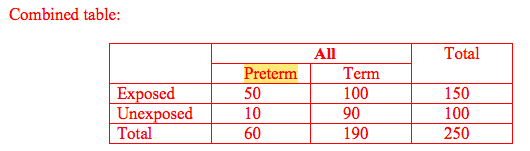 Combined table:
All Total
Preterm Term
Exposed 50 100 150
Unexposed 10 90 100
Total 60 190 250